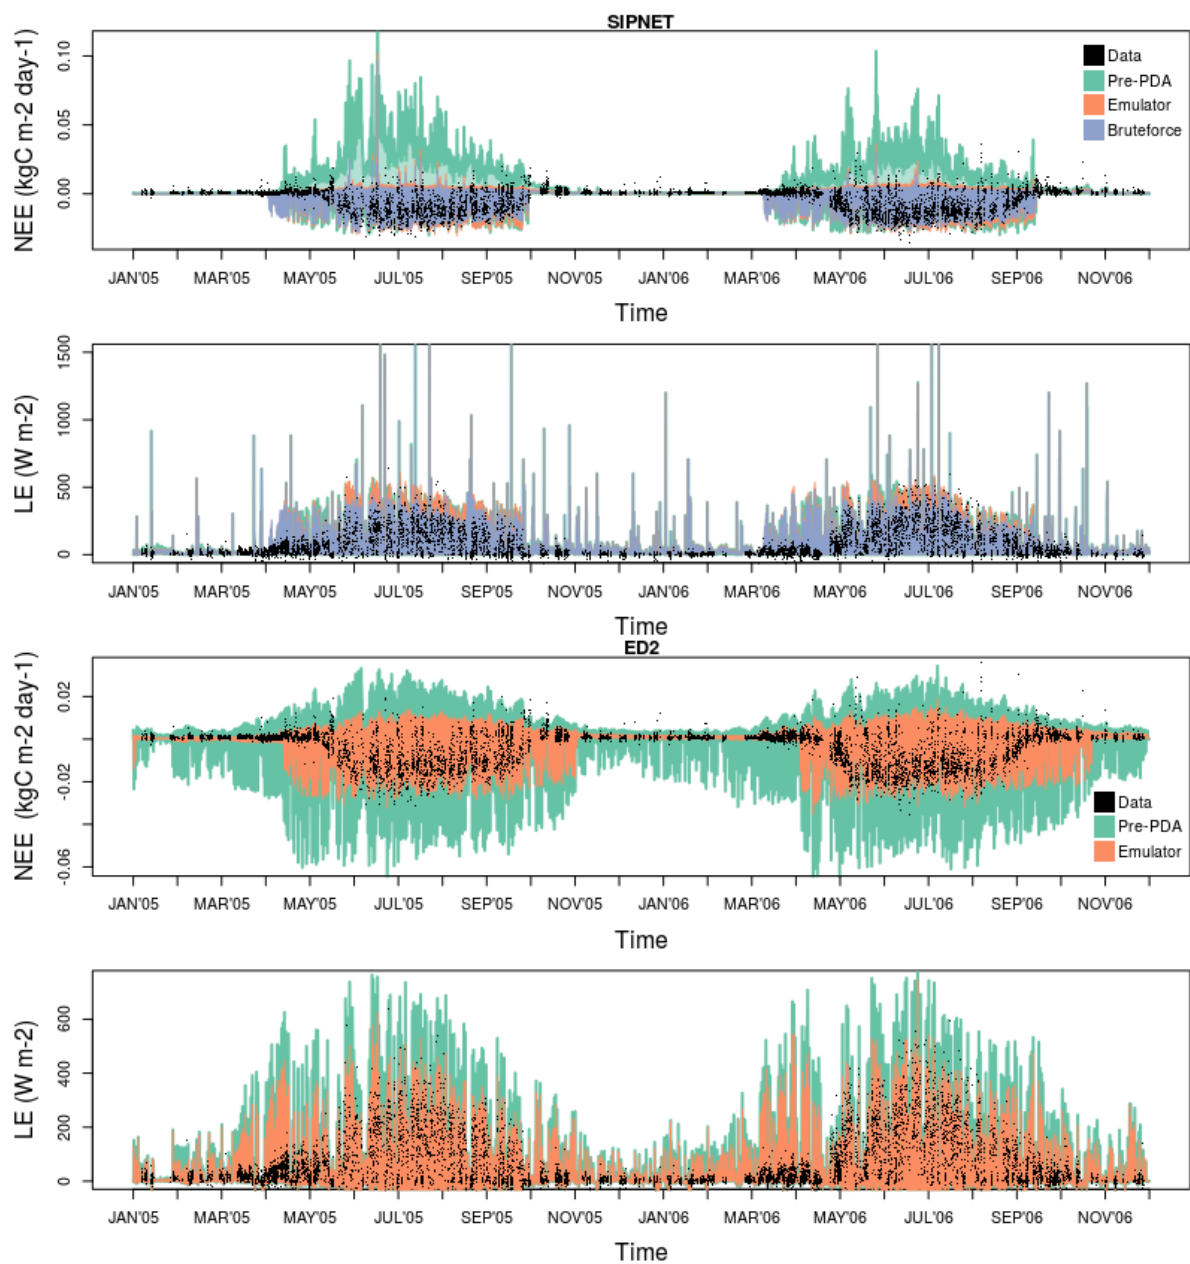 SIPNET
NEE (kgC m-2 day-1)
0.10
0.05
0.00
Data
Pre-PDA
Emulator
Bruteforce
JAN'05 MAR'05 MAY'05 JUL'05 SEP'05 NOV'05 JAN'06 MAR'06 MAY'06 JUL'06 SEP'06 NOV'06
Time
LE (W m-2)
1500
1000
500
0
JAN'05 MAR'05 MAY'05 JUL'05 SEP'05 NOV'05 JAN'06 MAR'06 MAY'06 JUL'06 SEP'06 NOV'06
Time
ED2
NEE (kgC m-2 day-1)
0.02
-0.02
-0.06
Data
Pre-PDA
Emulator
JAN'05 MAR'05 MAY'05 JUL'05 SEP'05 NOV'05 JAN'06 MAR'06 MAY'06 JUL'06 SEP'06 NOV'06
Time
LE (W m-2)
600
400
200
0
JAN'05 MAR'05 MAY'05 JUL'05 SEP'05 NOV'05 JAN'06 MAR'06 MAY'06 JUL'06 SEP'06 NOV'06
Time